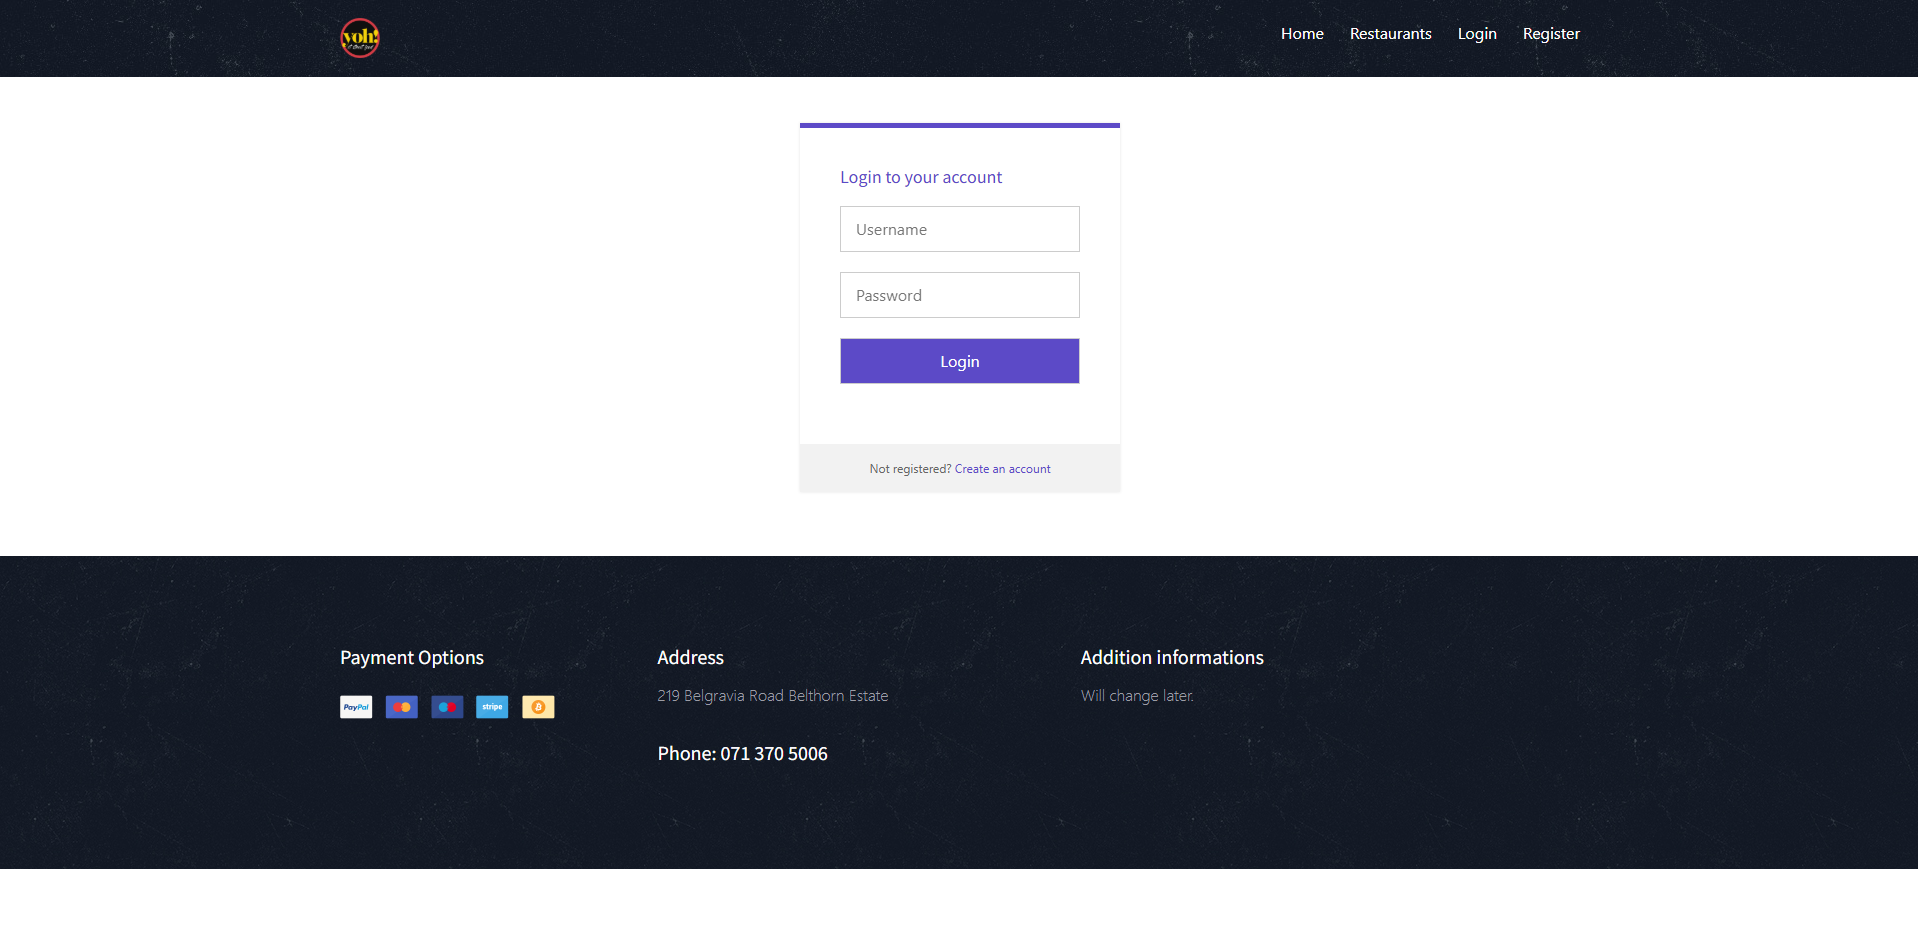 yoh!
Home Restaurants Login Register
Login to your account
Username
Password
Login
Not registered? Create an account
Payment Options
PayPal
stripe
Address
219 Belgravia Road Belthorn Estate
Phone: 071 370 5006
Addition informations
Will change later.